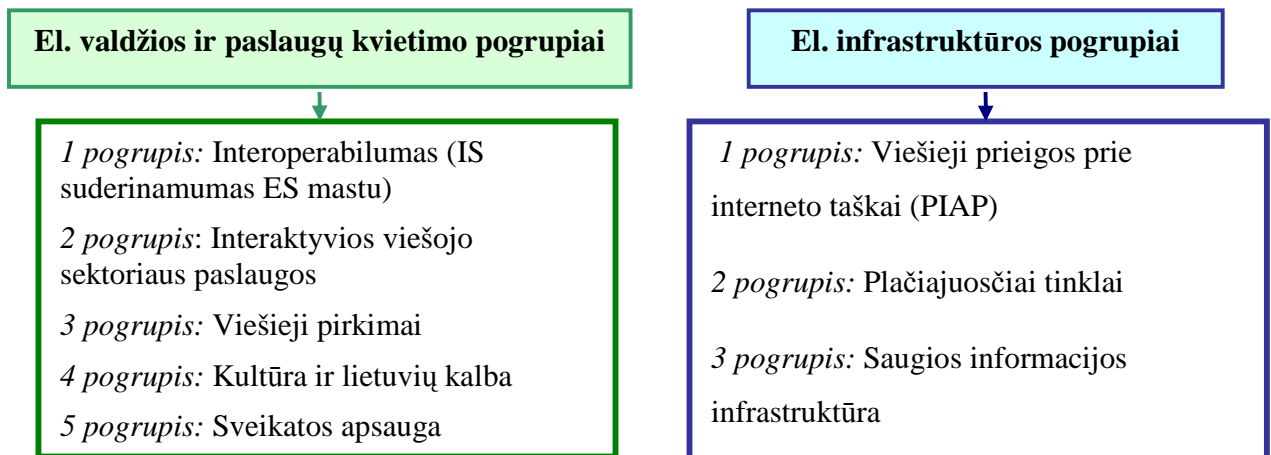 El. valdžios ir paslaugų kvietimo pogrupiai
1 pogrupis: Interoperabilumas (IS
suderinamumas ES mastu)
2 pogrupis: Interaktyvios viešojo
sektoriaus paslaugos
3 pogrupis: Viešieji pirkimai
4 pogrupis: Kultūra ir lietuvių kalba
5 pogrupis: Sveikatos apsauga
El. infrastruktūros pogrupiai
1 pogrupis: Viešieji prieigos prie
interneto taškai (PIAP)
2 pogrupis: Plačiajuosčiai tinklai
3 pogrupis: Saugios informacijos
infrastruktūra